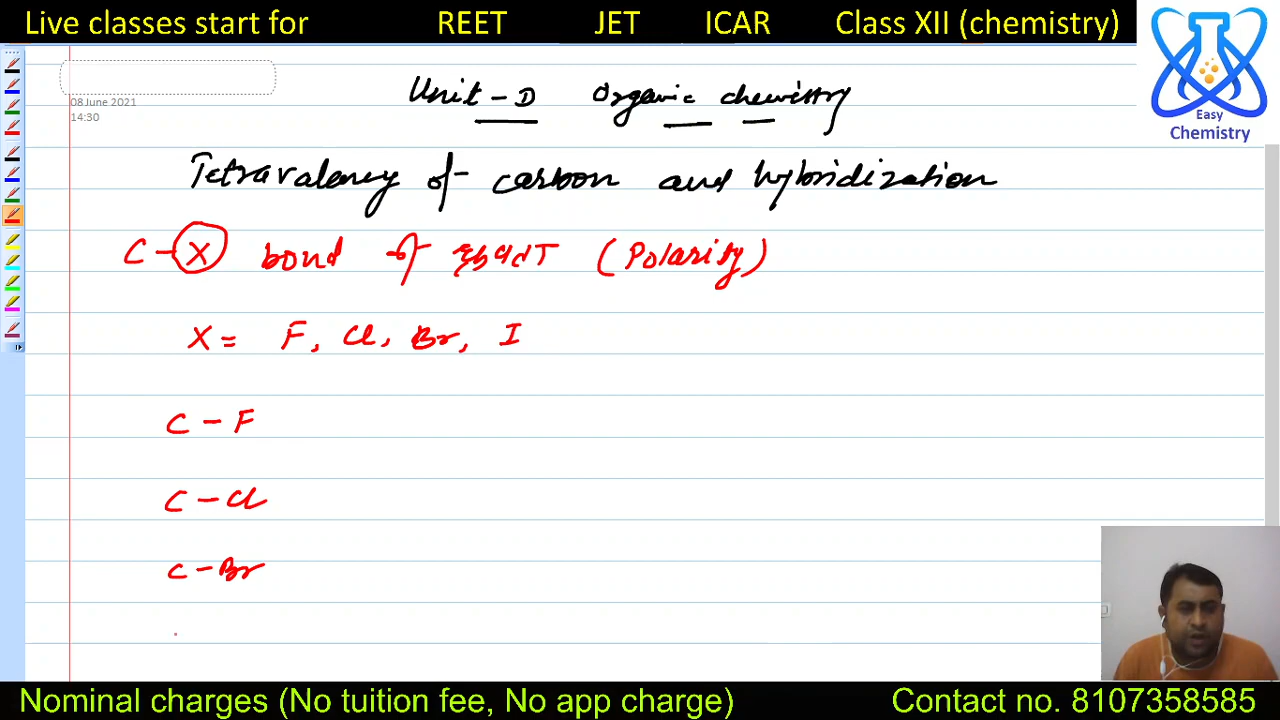 Live classes start for REET JET ICAR Class XII (chemistry)
Easy
Chemistry
08 June 2021
14:30
Unit - D Organic chemistry
Tetravalency of carbon and hybridization
C - X bond of ध्रुवता (Polarity)
X = F, Cl, Br, I
C - F
C - Cl
C - Br
Nominal charges (No tuition fee, No app charge) Contact no. 8107358585